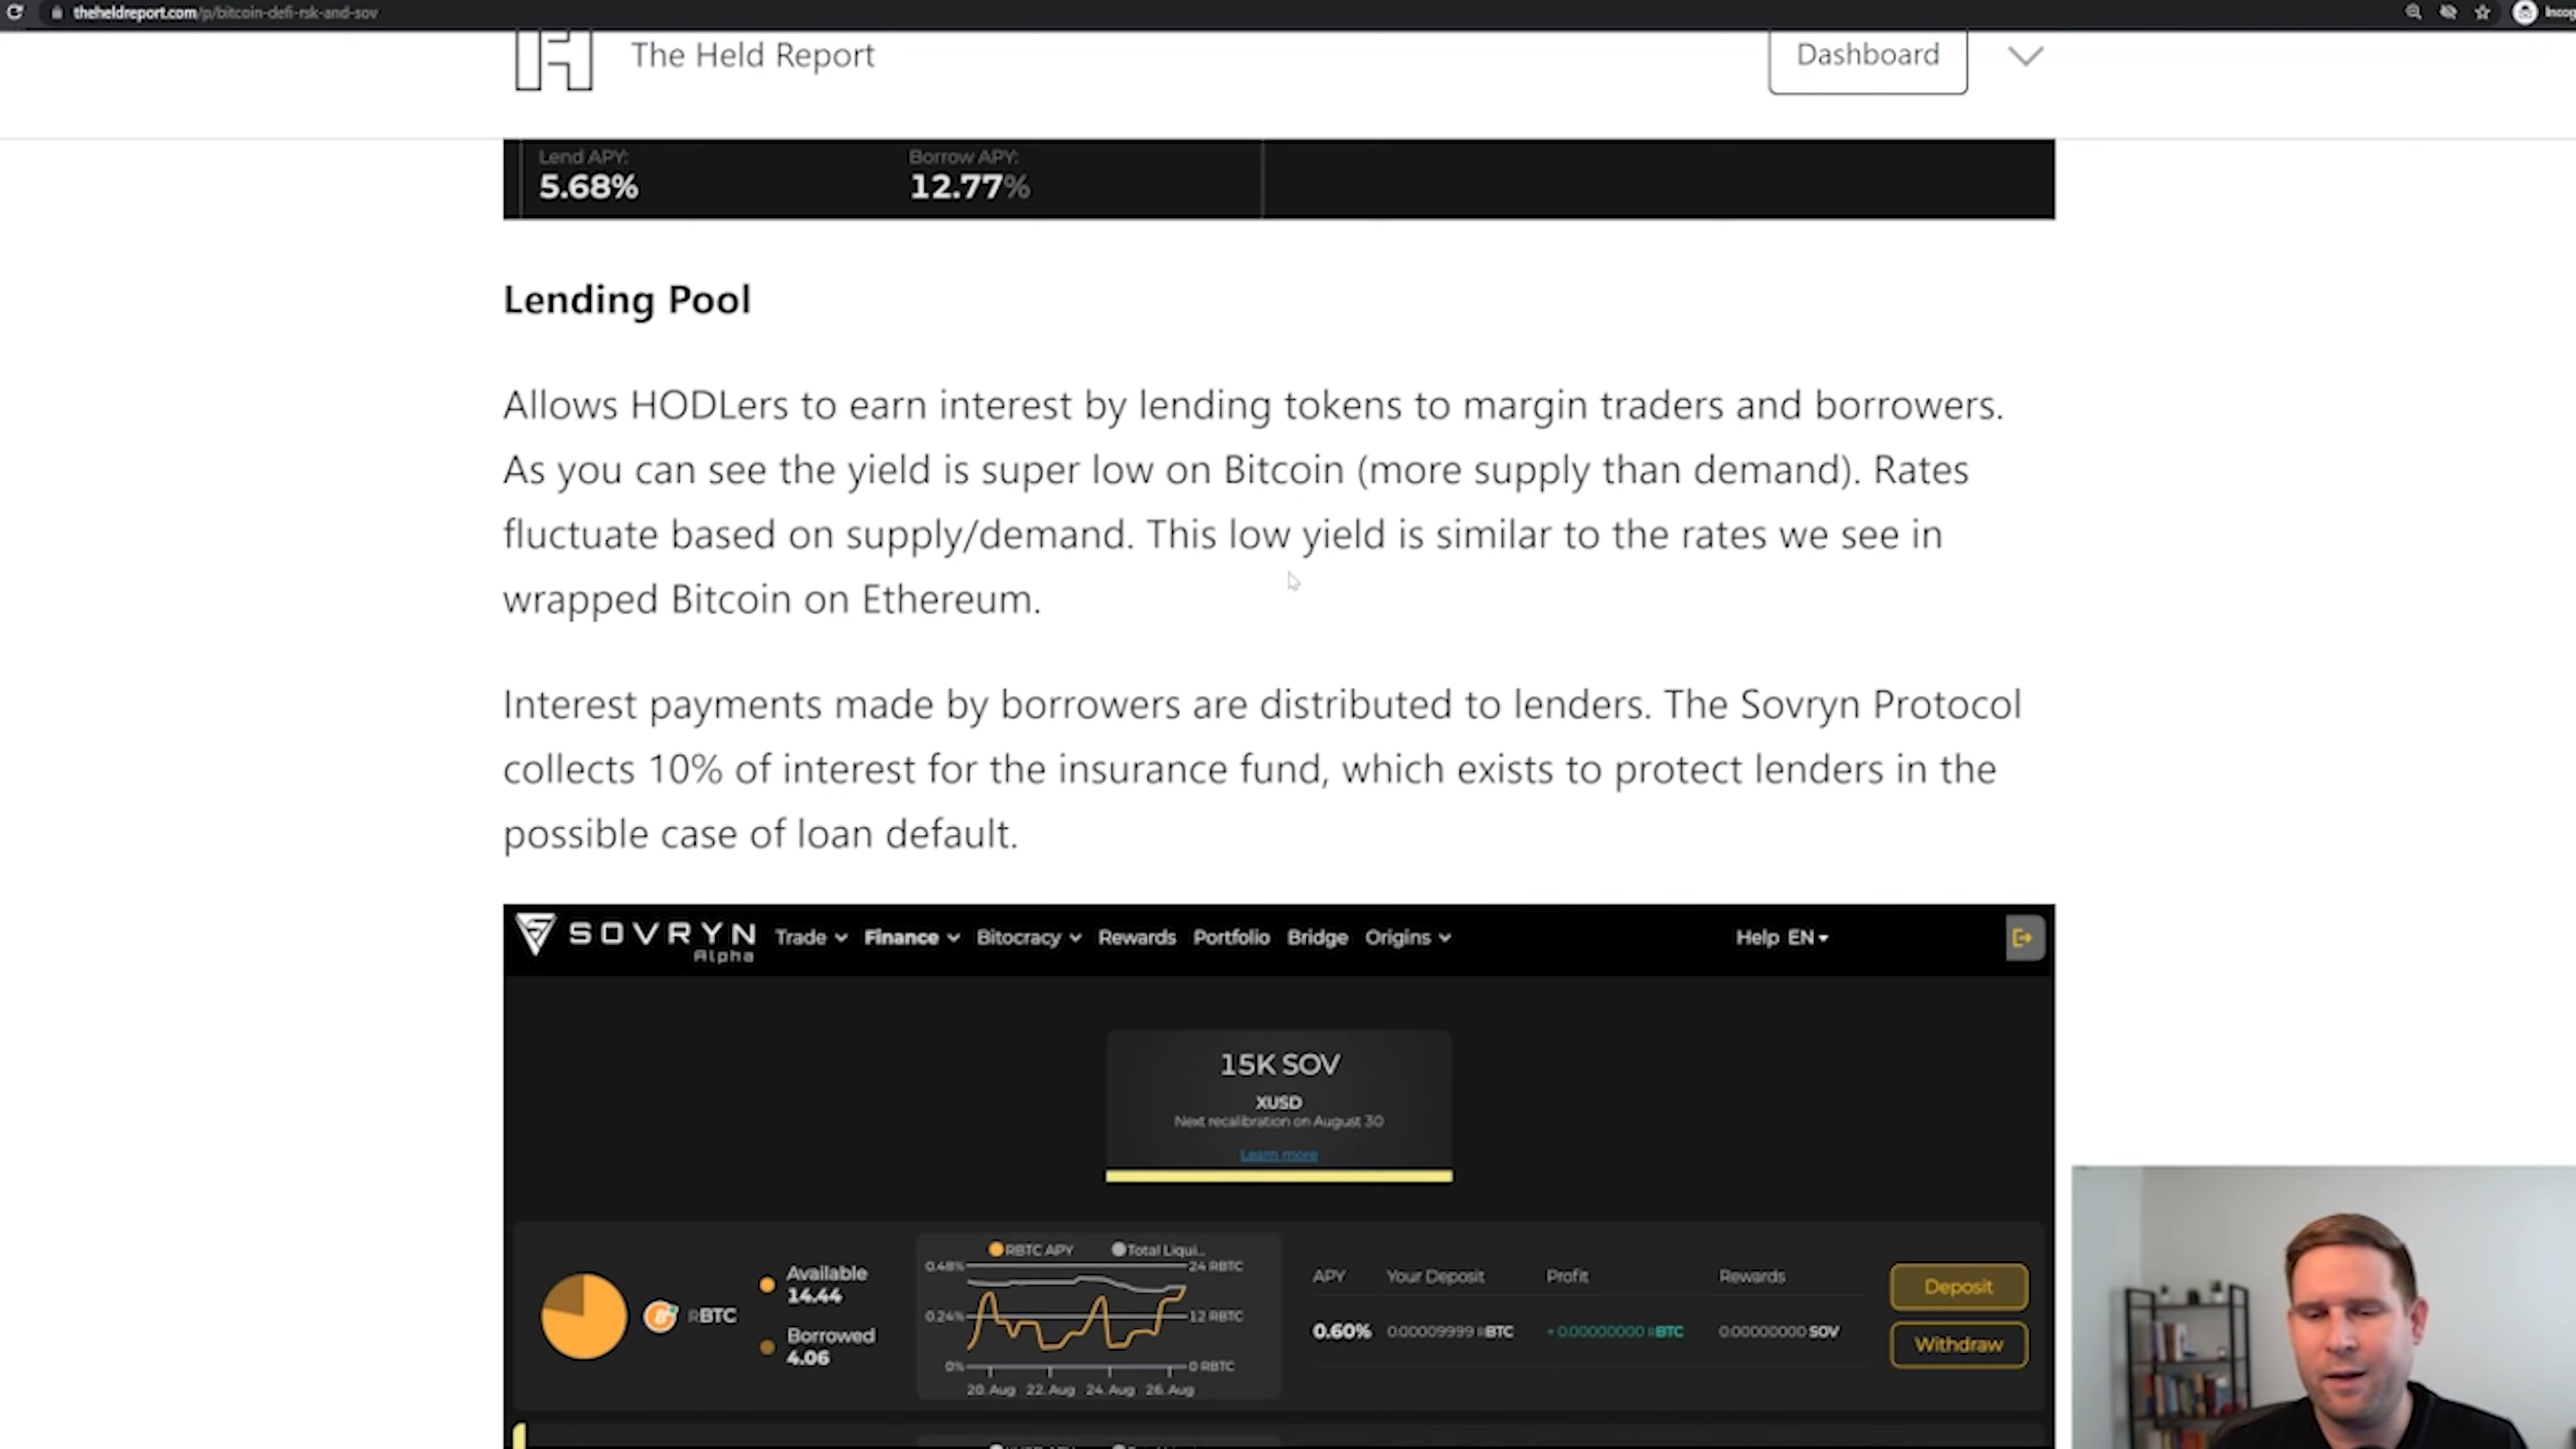 theheldreport.com/p/bitcoin-defi-rsk-and-sov
The Held Report
Dashboard
Lend APY:
Borrow APY:
5.68%
12.77%
Lending Pool
Allows HODLers to earn interest by lending tokens to margin traders and borrowers.
As you can see the yield is super low on Bitcoin (more supply than demand). Rates
fluctuate based on supply/demand. This low yield is similar to the rates we see in
wrapped Bitcoin on Ethereum.
Interest payments made by borrowers are distributed to lenders. The Sovryn Protocol
collects 10% of interest for the insurance fund, which exists to protect lenders in the
possible case of loan default.
SOVRYN Trade Finance Bitocracy Rewards Portfolio Bridge Origins Help EN
Alpha
15K SOV
XUSD
Next recalibration on August 30
Learn more
RBTC
Available
14.44
Borrowed
4.06
RBTC APY Total Liqui...
0.48% 24 RBTC
0.24% 12 RBTC
0% 0 RBTC
20. Aug 22. Aug 24. Aug 26. Aug
APY Your Deposit Profit Rewards
0.60% 0.00009999 RBTC + 0.00000000 RBTC 0.00000000 SOV
Deposit
Withdraw